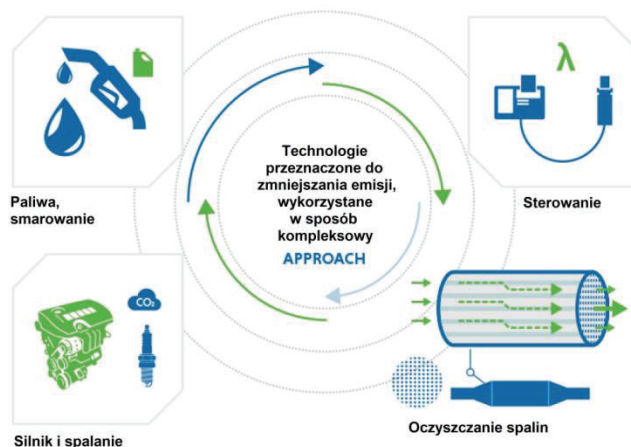 Paliwa,
smarowanie
λ
Sterowanie
Technologie
przeznaczone do
zmniejszania emisji,
wykorzystane
w sposób
kompleksowy
APPROACH
CO₂
Silnik i spalanie
Oczyszczanie spalin